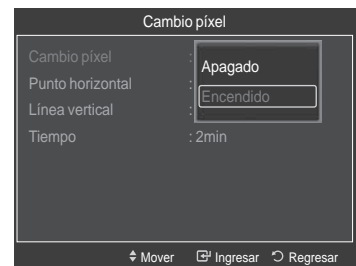 Cambio píxel
Cambio píxel : Apagado
Punto horizontal : Encendido
Línea vertical :
Tiempo : 2min
Mover Ingresar Regresar